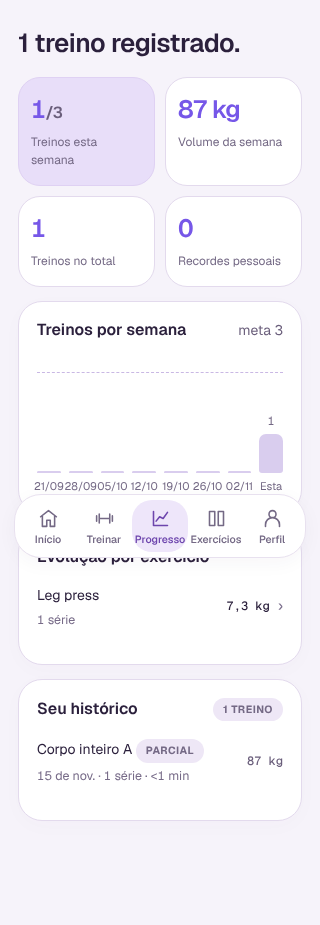 1 treino registrado.
1/3
Treinos esta
semana
87 kg
Volume da semana
1
Treinos no total
0
Recordes pessoais
Treinos por semana
meta 3
1
21/09 28/09 05/10 12/10 19/10 26/10 02/11 Esta
Início Treinar Progresso Exercícios Perfil
Evolução por exercício
Leg press
1 série
7,3 kg ›
Seu histórico
1 TREINO
Corpo inteiro A PARCIAL
15 de nov. · 1 série · <1 min
87 kg